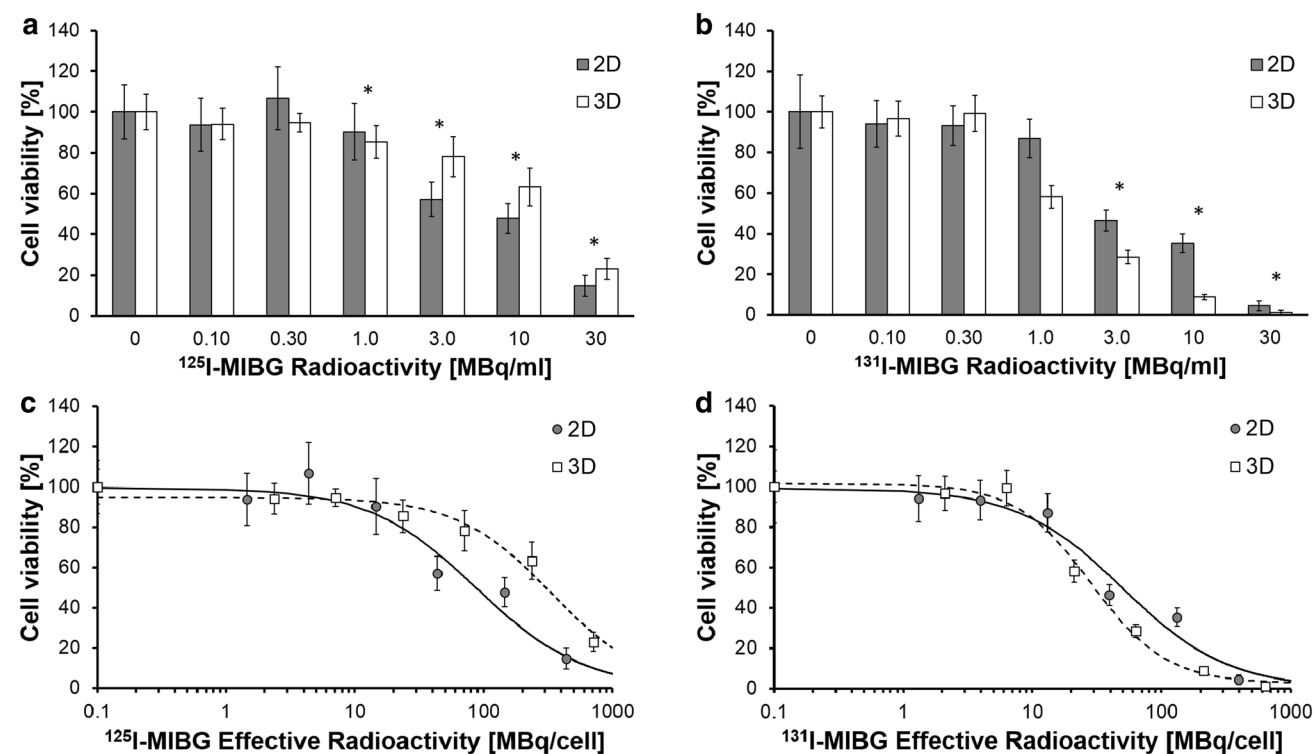 a
140
120
100
80
60
40
20
0
Cell viability [%]
2D
3D
*
*
*
*
0 0.10 0.30 1.0 3.0 10 30
¹²⁵I-MIBG Radioactivity [MBq/ml]
b
140
120
100
80
60
40
20
0
Cell viability [%]
2D
3D
*
*
*
0 0.10 0.30 1.0 3.0 10 30
¹³¹I-MIBG Radioactivity [MBq/ml]
c
140
120
100
80
60
40
20
0
Cell viability [%]
2D
3D
0.1 1 10 100 1000
¹²⁵I-MIBG Effective Radioactivity [MBq/cell]
d
140
120
100
80
60
40
20
0
Cell viability [%]
2D
3D
0.1 1 10 100 1000
¹³¹I-MIBG Effective Radioactivity [MBq/cell]